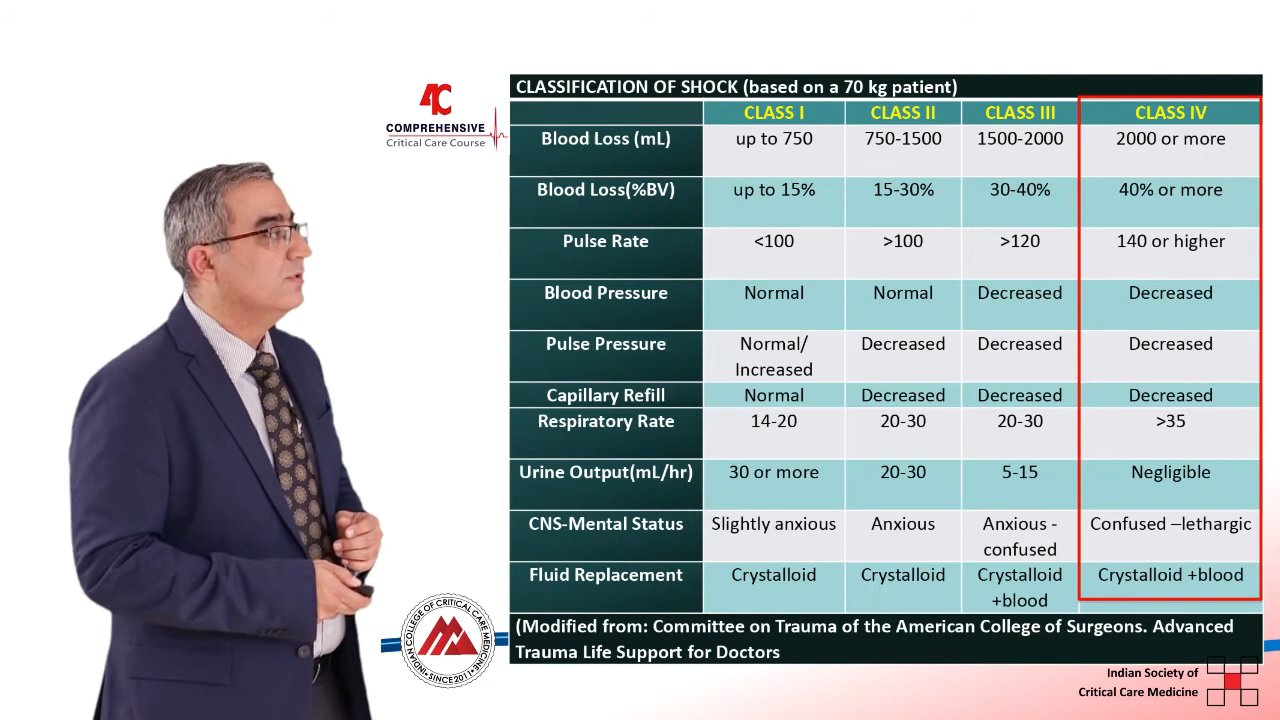 4C
COMPREHENSIVE
Critical Care Course
CLASSIFICATION OF SHOCK (based on a 70 kg patient)
CLASS I CLASS II CLASS III CLASS IV
Blood Loss (mL) up to 750 750-1500 1500-2000 2000 or more
Blood Loss(%BV) up to 15% 15-30% 30-40% 40% or more
Pulse Rate <100 >100 >120 140 or higher
Blood Pressure Normal Normal Decreased Decreased
Pulse Pressure Normal/ Decreased Decreased Decreased
Increased
Capillary Refill Normal Decreased Decreased Decreased
Respiratory Rate 14-20 20-30 20-30 >35
Urine Output(mL/hr) 30 or more 20-30 5-15 Negligible
CNS-Mental Status Slightly anxious Anxious Anxious - Confused –lethargic
confused
Fluid Replacement Crystalloid Crystalloid Crystalloid Crystalloid +blood
+blood
(Modified from: Committee on Trauma of the American College of Surgeons. Advanced
Trauma Life Support for Doctors
INDIAN COLLEGE OF CRITICAL CARE MEDICINE
• SINCE 2011 •
Indian Society of
Critical Care Medicine